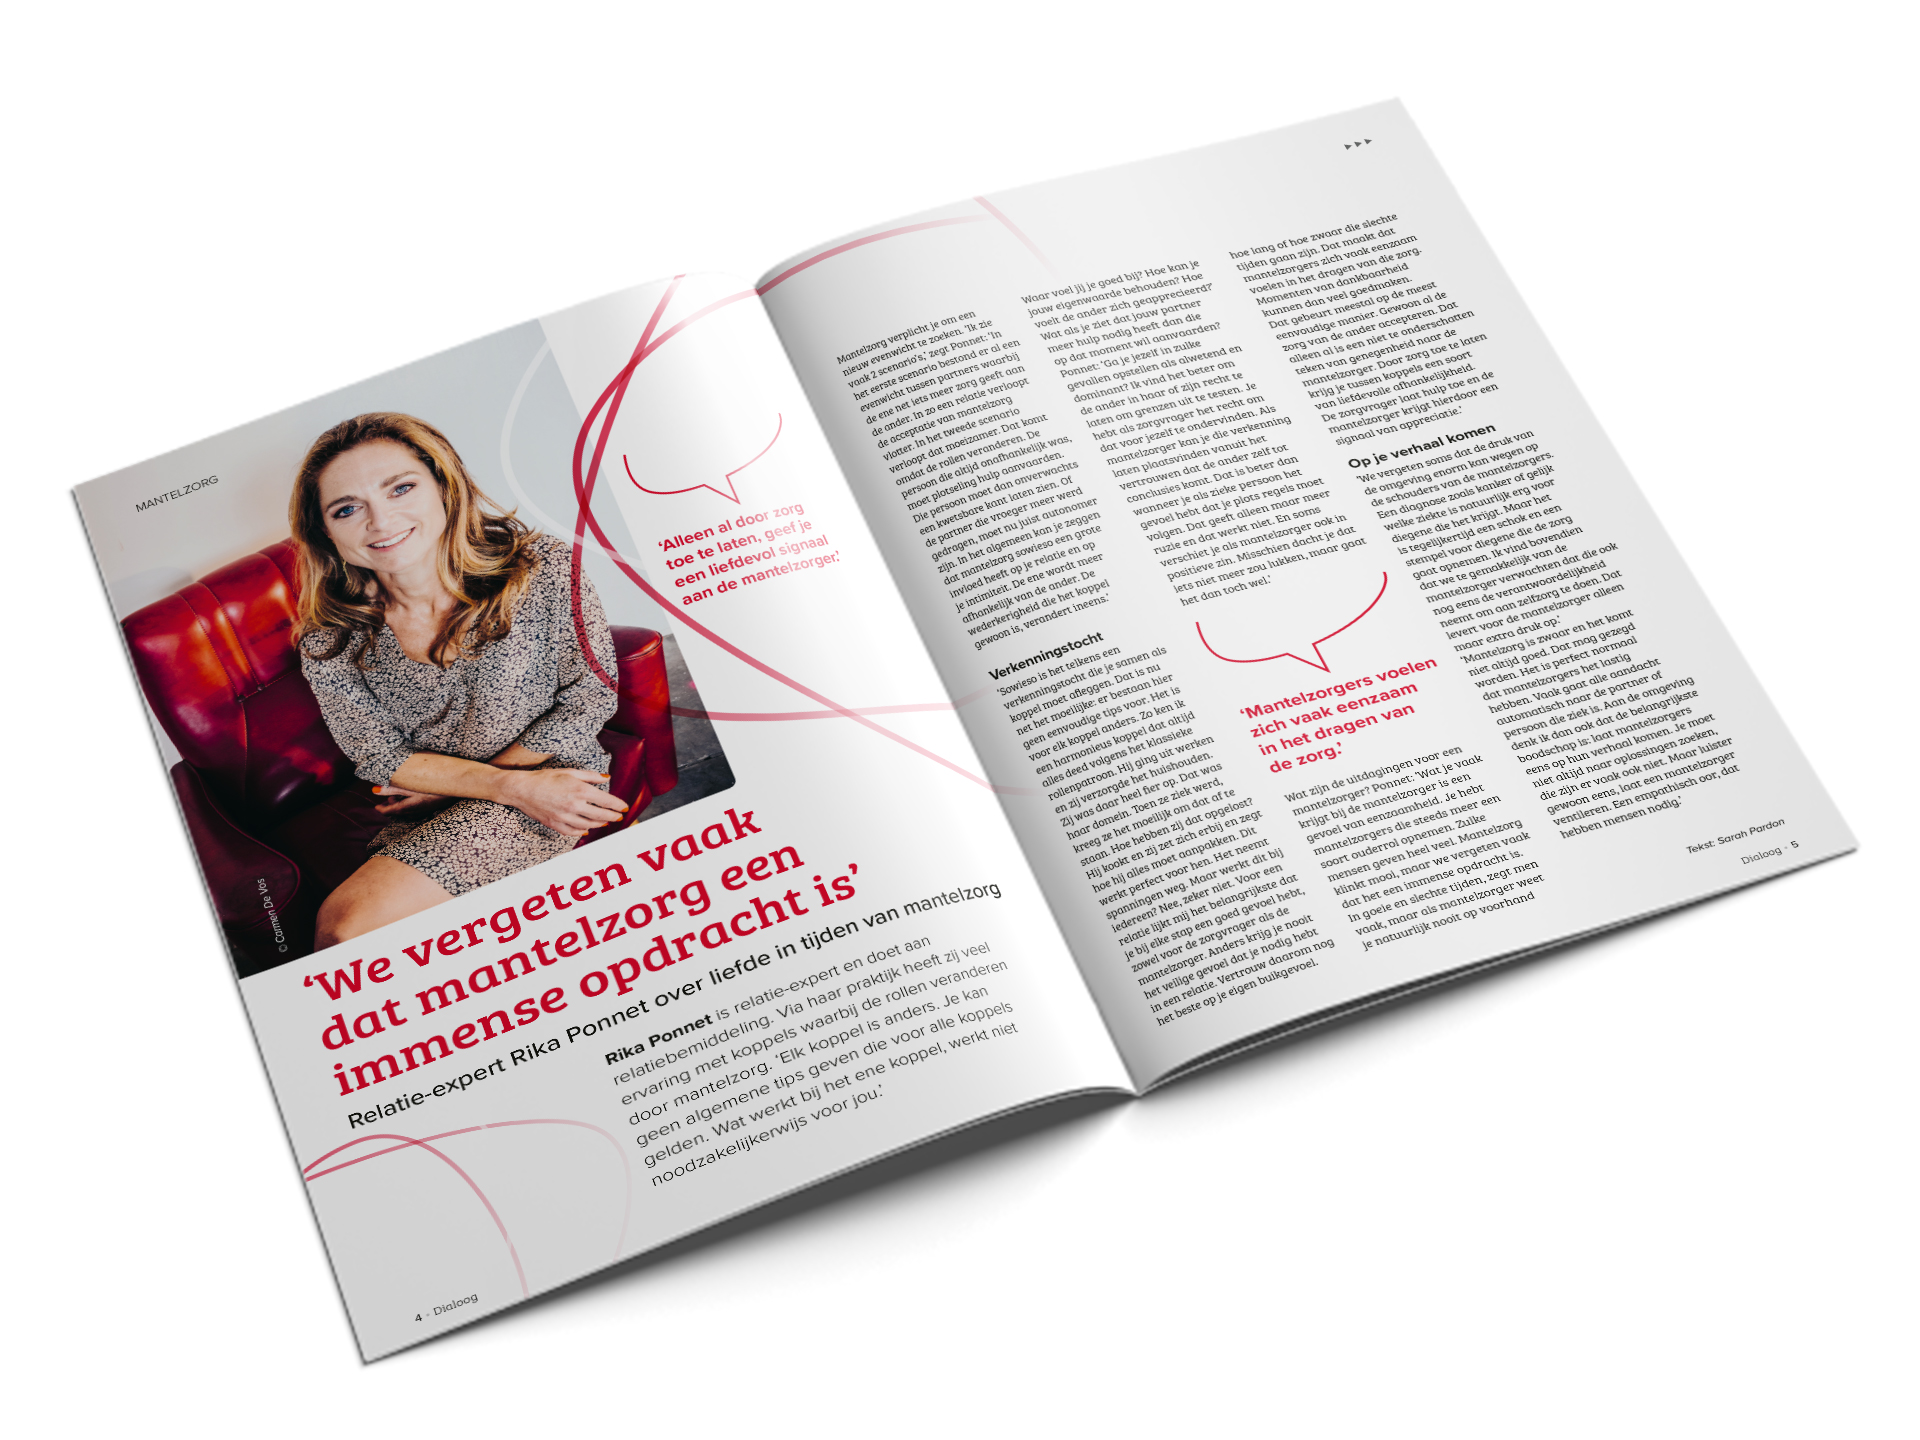 MANTELZORG
© Carmen De Vos
‘Alleen al door zorg
toe te laten, geef je
een liefdevol signaal
aan de mantelzorger.’
‘We vergeten vaak
dat mantelzorg een
immense opdracht is’
Relatie-expert Rika Ponnet over liefde in tijden van mantelzorg
Rika Ponnet is relatie-expert en doet aan
relatiebemiddeling. Via haar praktijk heeft zij veel
ervaring met koppels waarbij de rollen veranderen
door mantelzorg. ‘Elk koppel is anders. Je kan
geen algemene tips geven die voor alle koppels
gelden. Wat werkt bij het ene koppel, werkt niet
noodzakelijkerwijs voor jou.’
4 - Dialoog
Mantelzorg verplicht je om een
nieuw evenwicht te zoeken. ‘Ik zie
vaak 2 scenario’s,’ zegt Ponnet: ‘In
het eerste scenario bestond er al een
evenwicht tussen partners waarbij
de ene net iets meer zorg geeft aan
de ander. In zo een relatie verloopt
de acceptatie van mantelzorg
vlotter. In het tweede scenario
verloopt dat moeizamer. Dat komt
omdat de rollen veranderen. De
persoon die altijd onafhankelijk was,
moet plotseling hulp aanvaarden.
Die persoon moet dan onverwachts
een kwetsbare kant laten zien. Of
de partner die vroeger meer werd
gedragen, moet nu juist autonomer
zijn. In het algemeen kan je zeggen
dat mantelzorg sowieso een grote
invloed heeft op je relatie en op
je intimiteit. De ene wordt meer
afhankelijk van de ander. De
wederkerigheid die het koppel
gewoon is, verandert ineens.’
Verkenningstocht
‘Sowieso is het telkens een
verkenningstocht die je samen als
koppel moet afleggen. Dat is nu
net het moeilijke: er bestaan hier
geen eenvoudige tips voor. Het is
voor elk koppel anders. Zo ken ik
een harmonieus koppel dat altijd
alles deed volgens het klassieke
rollenpatroon. Hij ging uit werken
en zij verzorgde het huishouden.
Zij was daar heel fier op. Dat was
haar domein. Toen ze ziek werd,
kreeg ze het moeilijk om dat af te
staan. Hoe hebben zij dat opgelost?
Hij kookt en zij zet zich erbij en zegt
hoe hij alles moet aanpakken. Dit
werkt perfect voor hen. Het neemt
spanningen weg. Maar werkt dit bij
iedereen? Nee, zeker niet. Voor een
relatie lijkt mij het belangrijkste dat
je bij elke stap een goed gevoel hebt,
zowel voor de zorgvrager als de
mantelzorger. Anders krijg je nooit
het veilige gevoel dat je nodig hebt
in een relatie. Vertrouw daarom nog
het beste op je eigen buikgevoel.
Waar voel jij je goed bij? Hoe kan je
jouw eigenwaarde behouden? Hoe
voelt de ander zich geapprecieerd?’
Wat als je ziet dat jouw partner
meer hulp nodig heeft dan die
op dat moment wil aanvaarden?
Ponnet: ‘Ga je jezelf in zulke
gevallen opstellen als alwetend en
dominant? Ik vind het beter om
de ander in haar of zijn recht te
laten om grenzen uit te testen. Je
hebt als zorgvrager het recht om
dat voor jezelf te ondervinden. Als
mantelzorger kan je die verkenning
laten plaatsvinden vanuit het
vertrouwen dat de ander zelf tot
conclusies komt. Dat is beter dan
wanneer je als zieke persoon het
gevoel hebt dat je plots regels moet
volgen. Dat geeft alleen maar meer
ruzie en dat werkt niet. En soms
verschiet je als mantelzorger ook in
positieve zin. Misschien dacht je dat
iets niet meer zou lukken, maar gaat
het dan toch wel.’
‘Mantelzorgers voelen
zich vaak eenzaam
in het dragen van
de zorg.’
Wat zijn de uitdagingen voor een
mantelzorger? Ponnet: ‘Wat je vaak
krijgt bij de mantelzorger is een
gevoel van eenzaamheid. Je hebt
mantelzorgers die steeds meer een
soort ouderrol opnemen. Zulke
mensen geven heel veel. Mantelzorg
klinkt mooi, maar we vergeten vaak
dat het een immense opdracht is.
In goeie en slechte tijden, zegt men
vaak, maar als mantelzorger weet
je natuurlijk nooit op voorhand
hoe lang of hoe zwaar die slechte
tijden gaan zijn. Dat maakt dat
mantelzorgers zich vaak eenzaam
voelen in het dragen van die zorg.
Momenten van dankbaarheid
kunnen dan veel goedmaken.
Dat gebeurt meestal op de meest
eenvoudige manier. Gewoon al de
zorg van de ander accepteren. Dat
alleen al is een niet te onderschatten
teken van genegenheid naar de
mantelzorger. Door zorg toe te laten
krijg je tussen koppels een soort
van liefdevolle afhankelijkheid.
De zorgvrager laat hulp toe en de
mantelzorger krijgt hierdoor een
signaal van appreciatie.’
Op je verhaal komen
‘We vergeten soms dat de druk van
de omgeving enorm kan wegen op
de schouders van de mantelzorgers.
Een diagnose zoals kanker of gelijk
welke ziekte is natuurlijk erg voor
diegene die het krijgt. Maar het
is tegelijkertijd een schok en een
stempel voor diegene die de zorg
gaat opnemen. Ik vind bovendien
dat we te gemakkelijk van de
mantelzorger verwachten dat die ook
nog eens de verantwoordelijkheid
neemt om aan zelfzorg te doen. Dat
levert voor de mantelzorger alleen
maar extra druk op.’
‘Mantelzorg is zwaar en het komt
niet altijd goed. Dat mag gezegd
worden. Het is perfect normaal
dat mantelzorgers het lastig
hebben. Vaak gaat alle aandacht
automatisch naar de partner of
persoon die ziek is. Aan de omgeving
denk ik dan ook dat de belangrijkste
boodschap is: laat mantelzorgers
eens op hun verhaal komen. Je moet
niet altijd naar oplossingen zoeken,
die zijn er vaak ook niet. Maar luister
gewoon eens, laat een mantelzorger
ventileren. Een empathisch oor, dat
hebben mensen nodig.’
Tekst: Sarah Pardon
Dialoog - 5